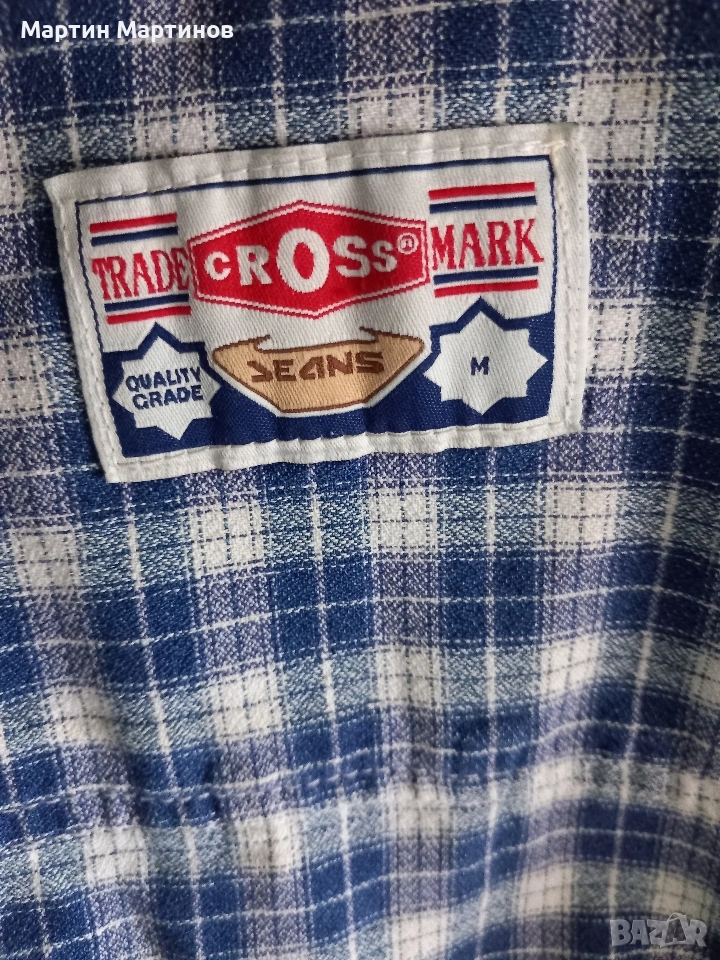 Мартин Мартинов
TRADE CROSS® MARK
QUALITY
GRADE
JEANS
M
BAZAR